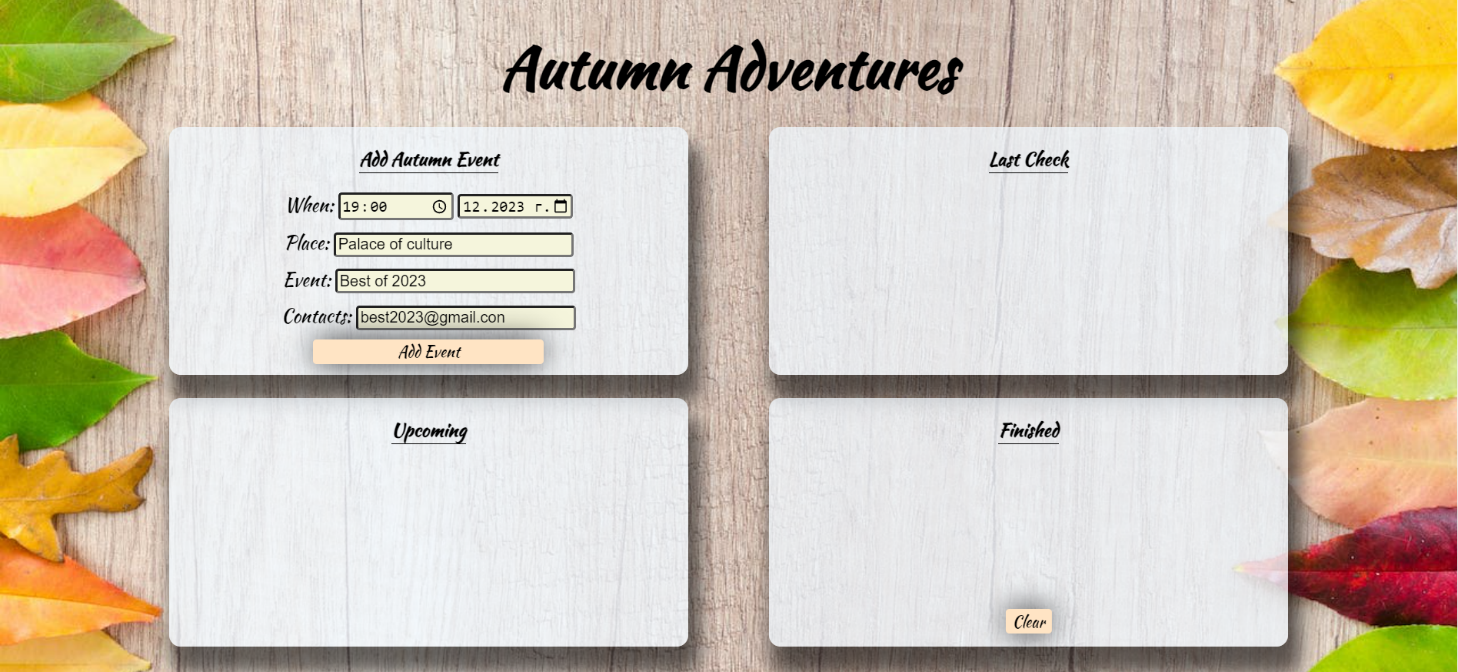 Autumn Adventures
Add Autumn Event
When: 19:00 12.2023 г.
Place: Palace of culture
Event: Best of 2023
Contacts: best2023@gmail.con
Add Event
Last Check
Upcoming
Finished
Clear